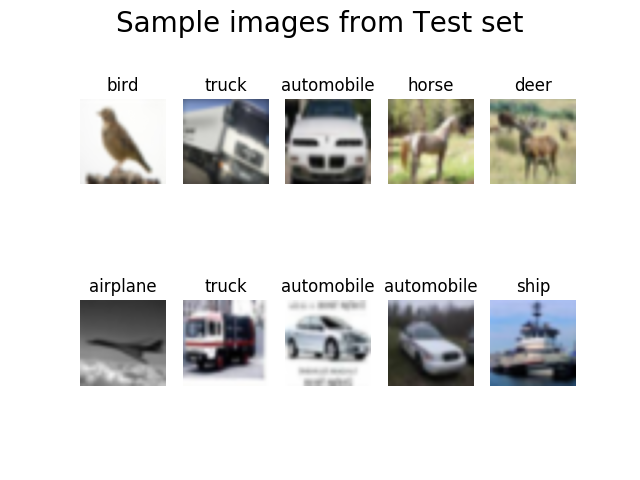 Sample images from Test set
bird truck automobile horse deer
airplane truck automobile automobile ship